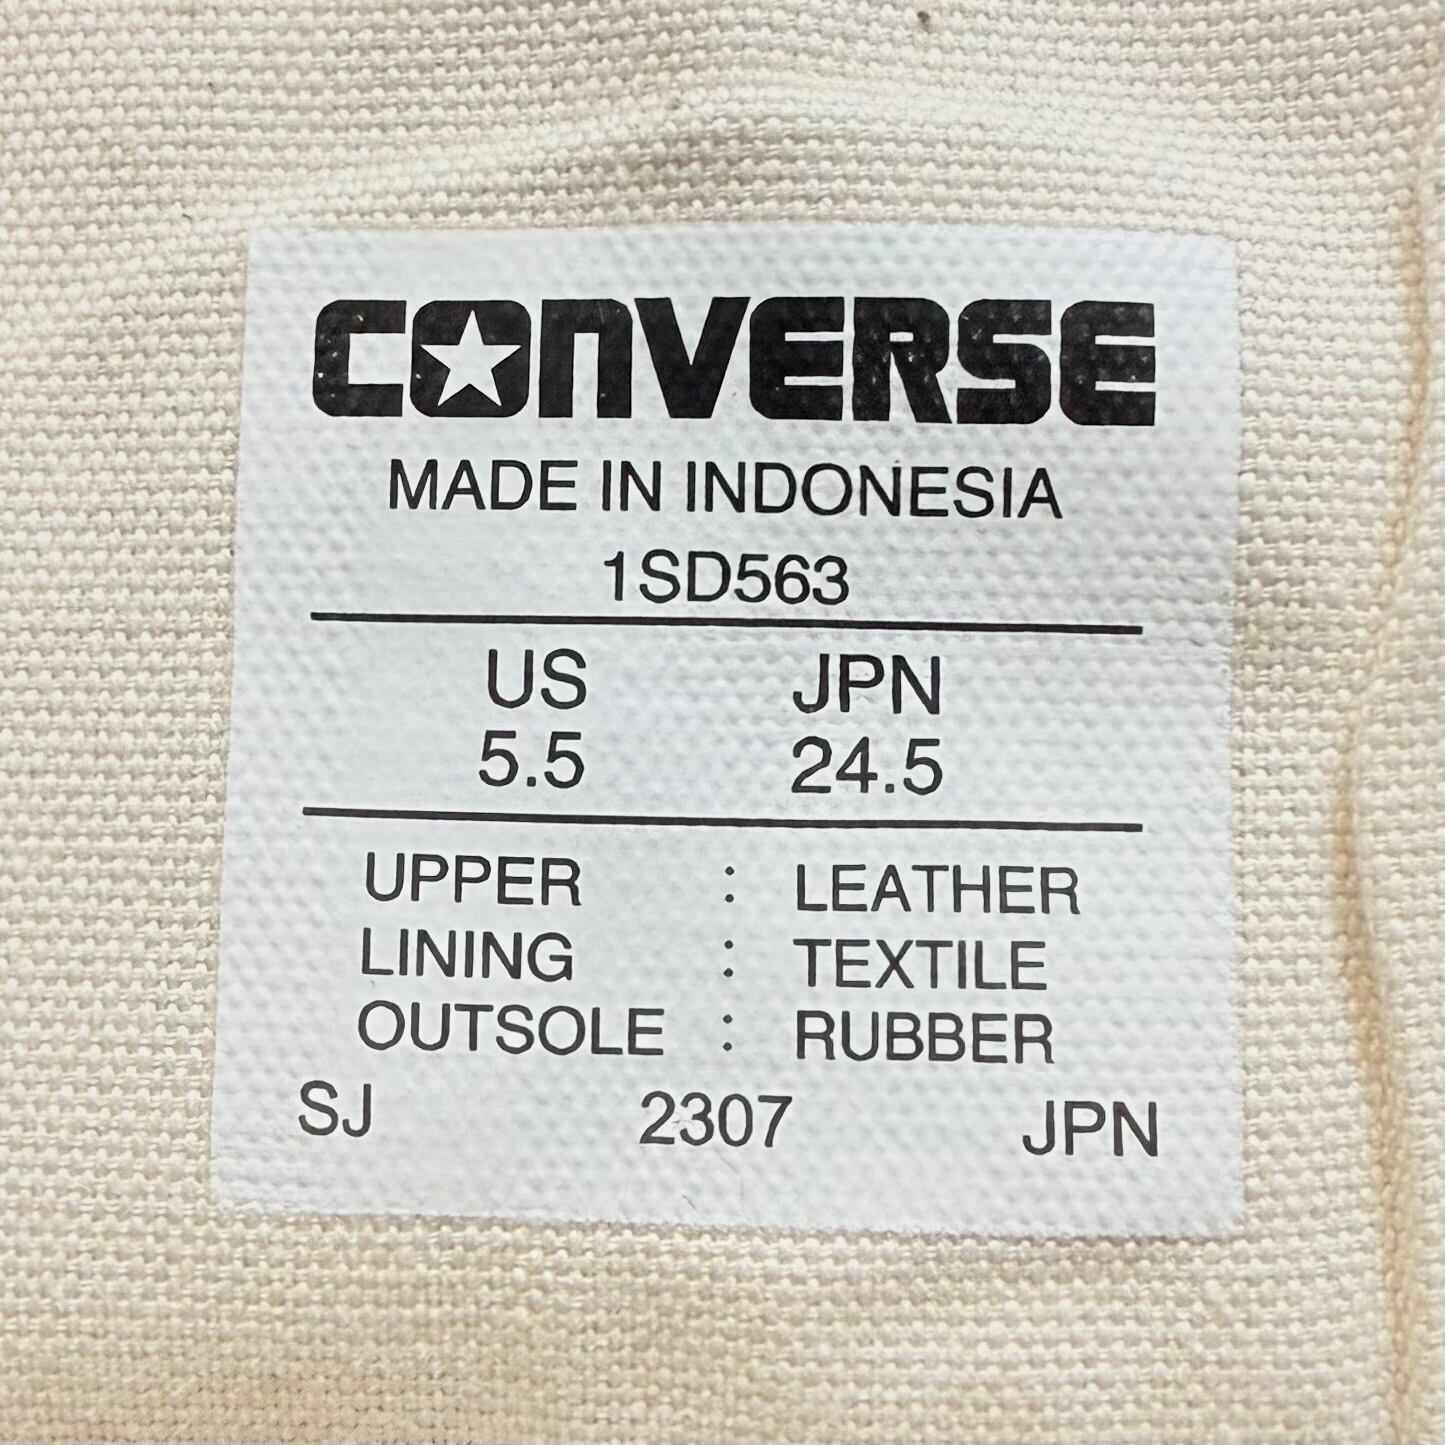 CONVERSE
MADE IN INDONESIA
1SD563
US JPN
5.5 24.5
UPPER : LEATHER
LINING : TEXTILE
OUTSOLE : RUBBER
SJ 2307 JPN